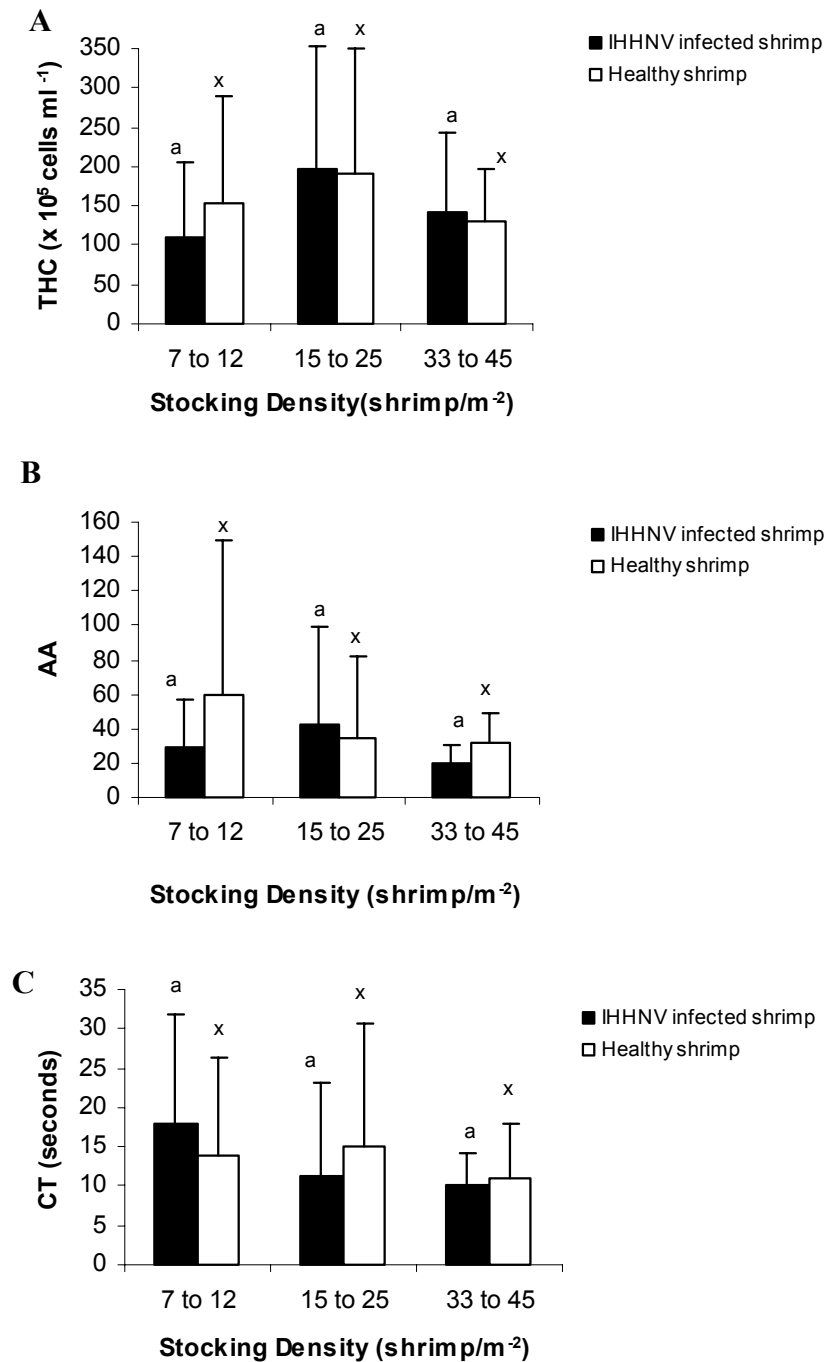 A
THC (x 10⁵ cells ml ⁻¹)
350
300
250
200
150
100
50
0
a
x
a
x
a
x
7 to 12
15 to 25
33 to 45
Stocking Density(shrimp/m⁻²)
IHHNV infected shrimp
Healthy shrimp
B
AA
160
140
120
100
80
60
40
20
0
a
x
a
x
a
x
7 to 12
15 to 25
33 to 45
Stocking Density (shrimp/m⁻²)
IHHNV infected shrimp
Healthy shrimp
C
CT (seconds)
35
30
25
20
15
10
5
0
a
x
a
x
a
x
7 to 12
15 to 25
33 to 45
Stocking Density (shrimp/m⁻²)
IHHNV infected shrimp
Healthy shrimp